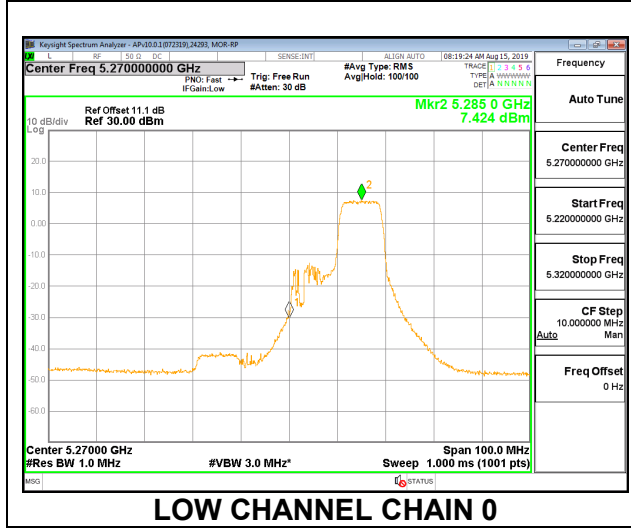 Keysight Spectrum Analyzer - APv10.0.1(072319),24293, MOR-RP
L RF 50 Ω DC SENSE:INT ALIGN AUTO 08:19:24 AM Aug 15, 2019
Center Freq 5.270000000 GHz
PNO: Fast
IFGain:Low
Trig: Free Run
#Atten: 30 dB
#Avg Type: RMS
Avg|Hold: 100/100
TRACE 1 2 3 4 5 6
TYPE A WWWWW
DET A N N N N N
Frequency
Ref Offset 11.1 dB
10 dB/div Ref 30.00 dBm
Log
Mkr2 5.285 0 GHz
7.424 dBm
Auto Tune
Center Freq
5.270000000 GHz
Start Freq
5.220000000 GHz
Stop Freq
5.320000000 GHz
CF Step
10.000000 MHz
Auto Man
Freq Offset
0 Hz
20.0
10.0
0.00
-10.0
-20.0
-30.0
-40.0
-50.0
-60.0
2
1
Center 5.27000 GHz Span 100.0 MHz
#Res BW 1.0 MHz #VBW 3.0 MHz* Sweep 1.000 ms (1001 pts)
MSG STATUS
LOW CHANNEL CHAIN 0